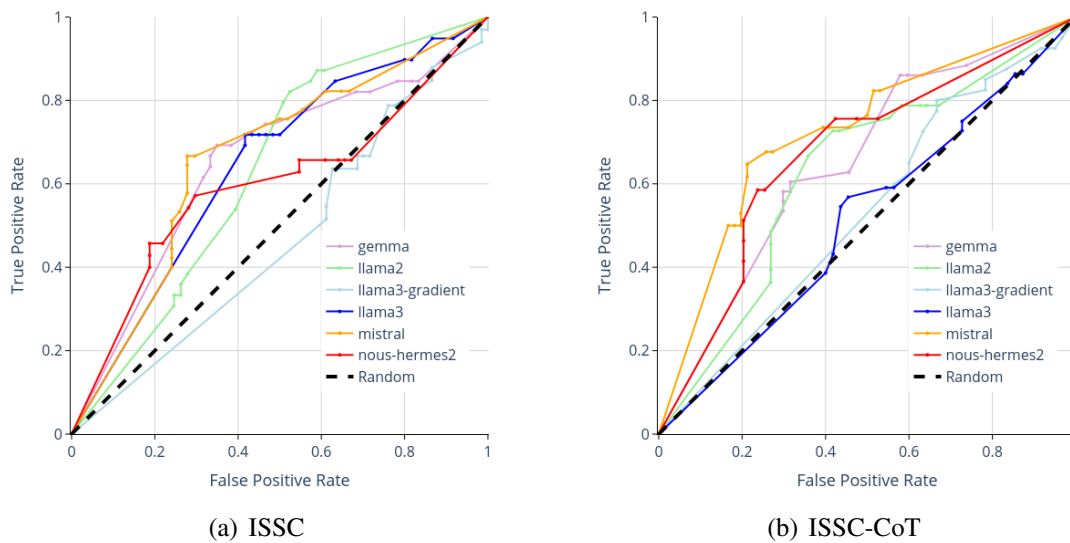 1
0.8
0.6
0.4
0.2
0
0
0.2
0.4
0.6
0.8
1
True Positive Rate
False Positive Rate
gemma
llama2
llama3-gradient
llama3
mistral
nous-hermes2
Random
(a) ISSC
1
0.8
0.6
0.4
0.2
0
0
0.2
0.4
0.6
0.8
True Positive Rate
False Positive Rate
gemma
llama2
llama3-gradient
llama3
mistral
nous-hermes2
Random
(b) ISSC-CoT